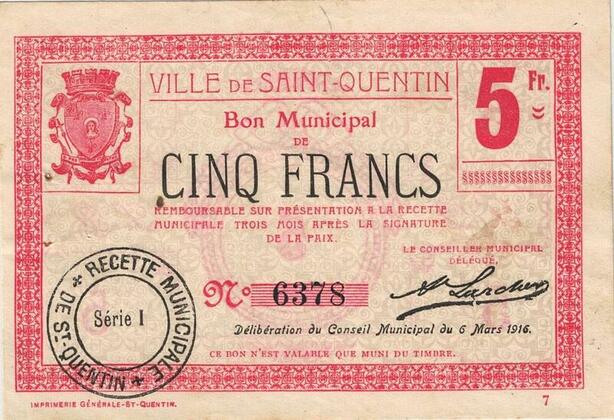 VILLE DE SAINT-QUENTIN
5 Fr.
Bon Municipal
DE
CINQ FRANCS
REMBOURSABLE SUR PRÉSENTATION A LA RECETTE
MUNICIPALE TROIS MOIS APRÈS LA SIGNATURE
DE LA PAIX.
LE CONSEILLER MUNICIPAL
DÉLÉGUÉ,
No 6378
RECETTE MUNICIPALE
DE ST-QUENTIN
Série I
Délibération du Conseil Municipal du 6 Mars 1916.
CE BON N'EST VALABLE QUE MUNI DU TIMBRE.
IMPRIMERIE GÉNÉRALE-ST-QUENTIN.
7